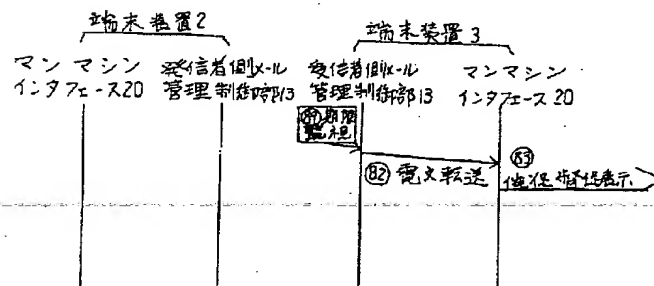 端末装置2
端末装置3
マンマシン
インタフェース20
発信者側メール
管理制御部13
受信者側メール
管理制御部13
マンマシン
インタフェース20
期限
監視
82 電文転送
83
督促表示